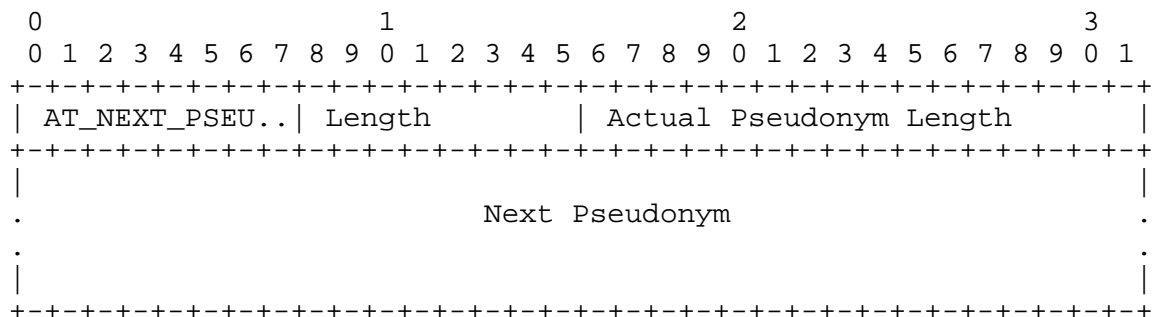 0                   1                   2                   3
 0 1 2 3 4 5 6 7 8 9 0 1 2 3 4 5 6 7 8 9 0 1 2 3 4 5 6 7 8 9 0 1
+-+-+-+-+-+-+-+-+-+-+-+-+-+-+-+-+-+-+-+-+-+-+-+-+-+-+-+-+-+-+-+-+
| AT_NEXT_PSEU..| Length        | Actual Pseudonym Length       |
+-+-+-+-+-+-+-+-+-+-+-+-+-+-+-+-+-+-+-+-+-+-+-+-+-+-+-+-+-+-+-+-+
|                                                               |
.                          Next Pseudonym                       .
.                                                               .
|                                                               |
+-+-+-+-+-+-+-+-+-+-+-+-+-+-+-+-+-+-+-+-+-+-+-+-+-+-+-+-+-+-+-+-+